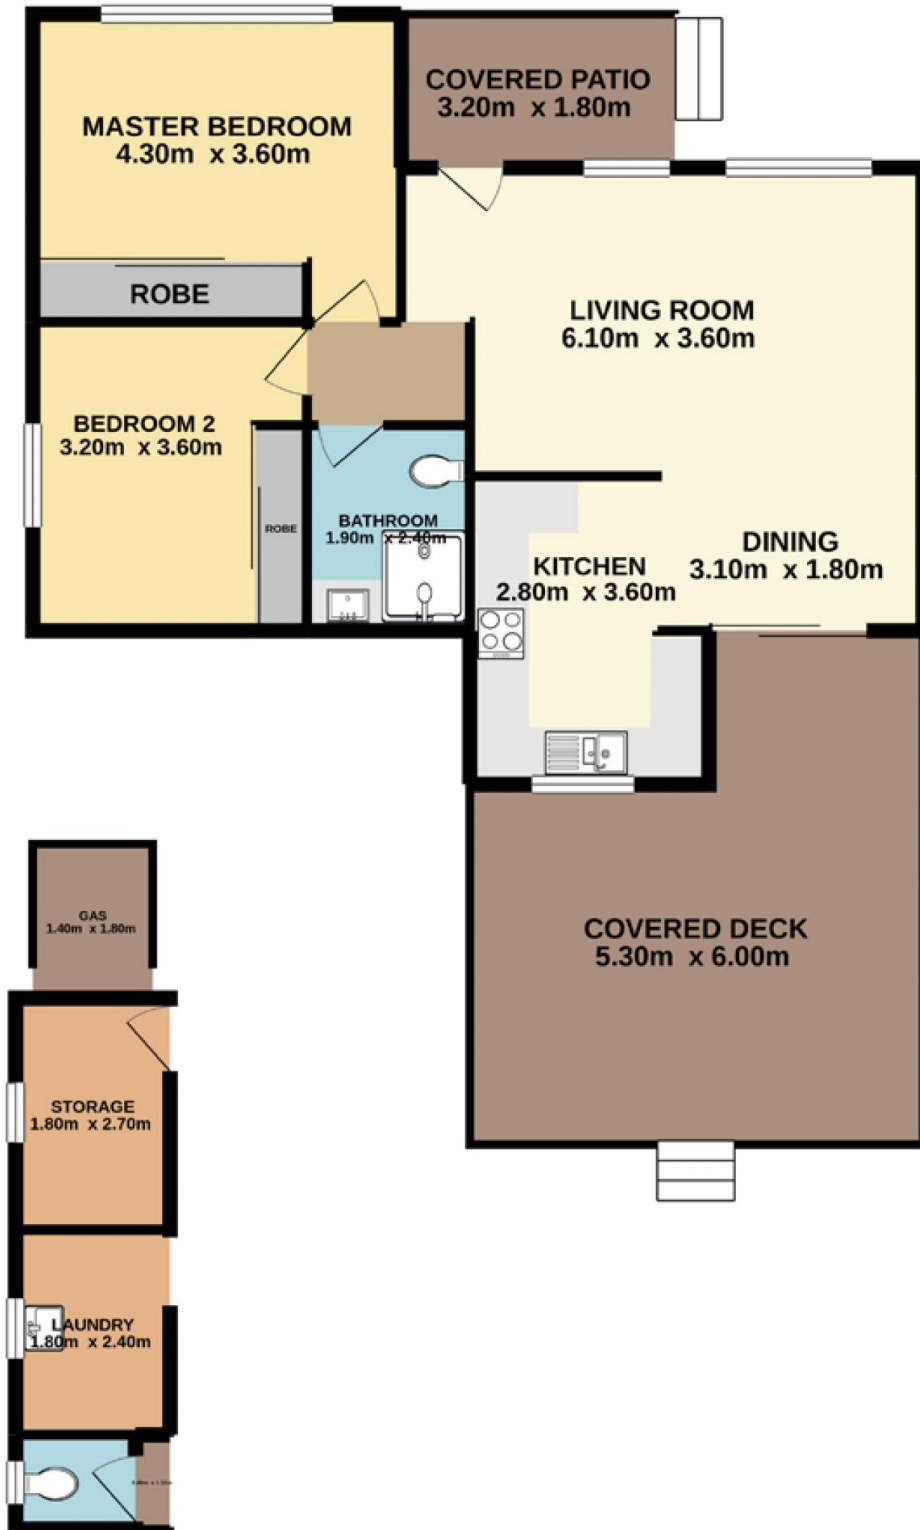 COVERED PATIO
3.20m x 1.80m
MASTER BEDROOM
4.30m x 3.60m
ROBE
LIVING ROOM
6.10m x 3.60m
BEDROOM 2
3.20m x 3.60m
ROBE
BATHROOM
1.90m x 2.40m
DINING
3.10m x 1.80m
KITCHEN
2.80m x 3.60m
COVERED DECK
5.30m x 6.00m
GAS
1.40m x 1.80m
STORAGE
1.80m x 2.70m
LAUNDRY
1.80m x 2.40m